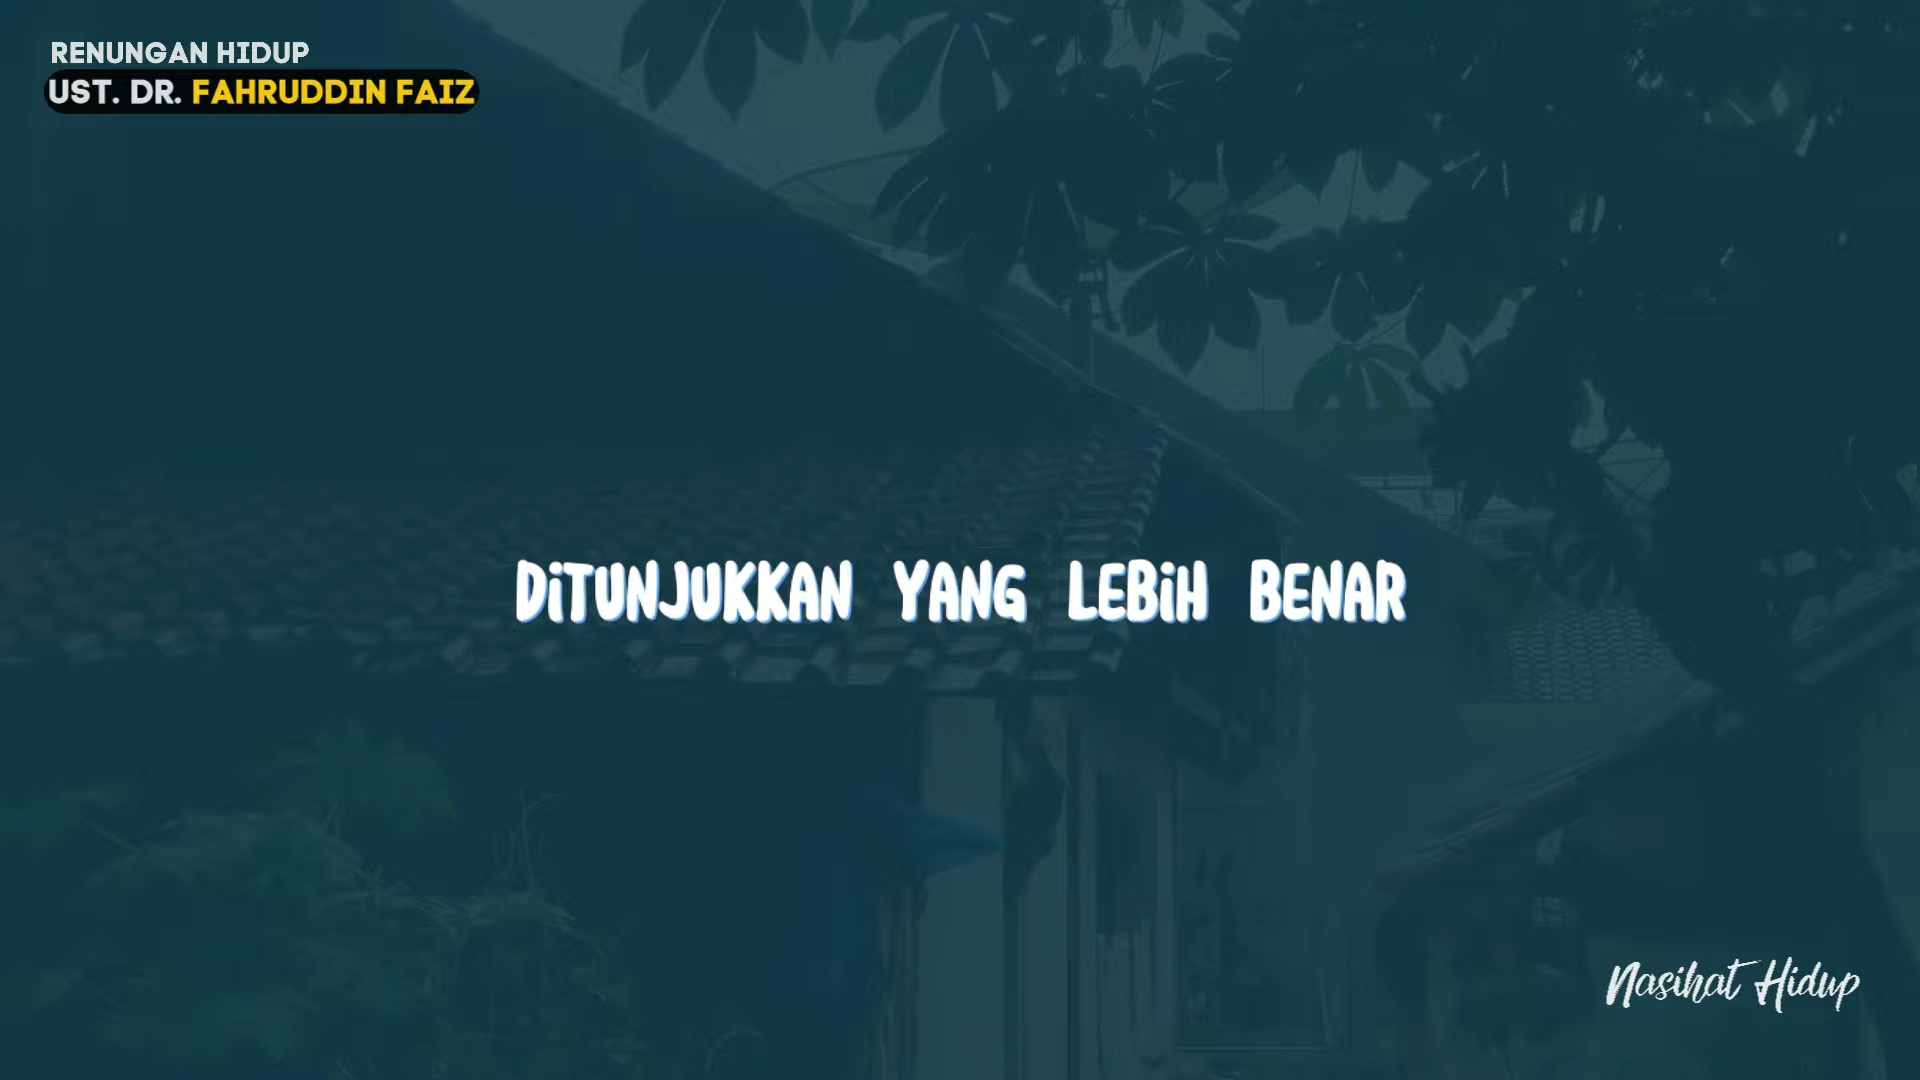 RENUNGAN HIDUP
UST. DR. FAHRUDDIN FAIZ
DiTUNJUKKAN YANG LEBiH BENAR
Nasihat Hidup